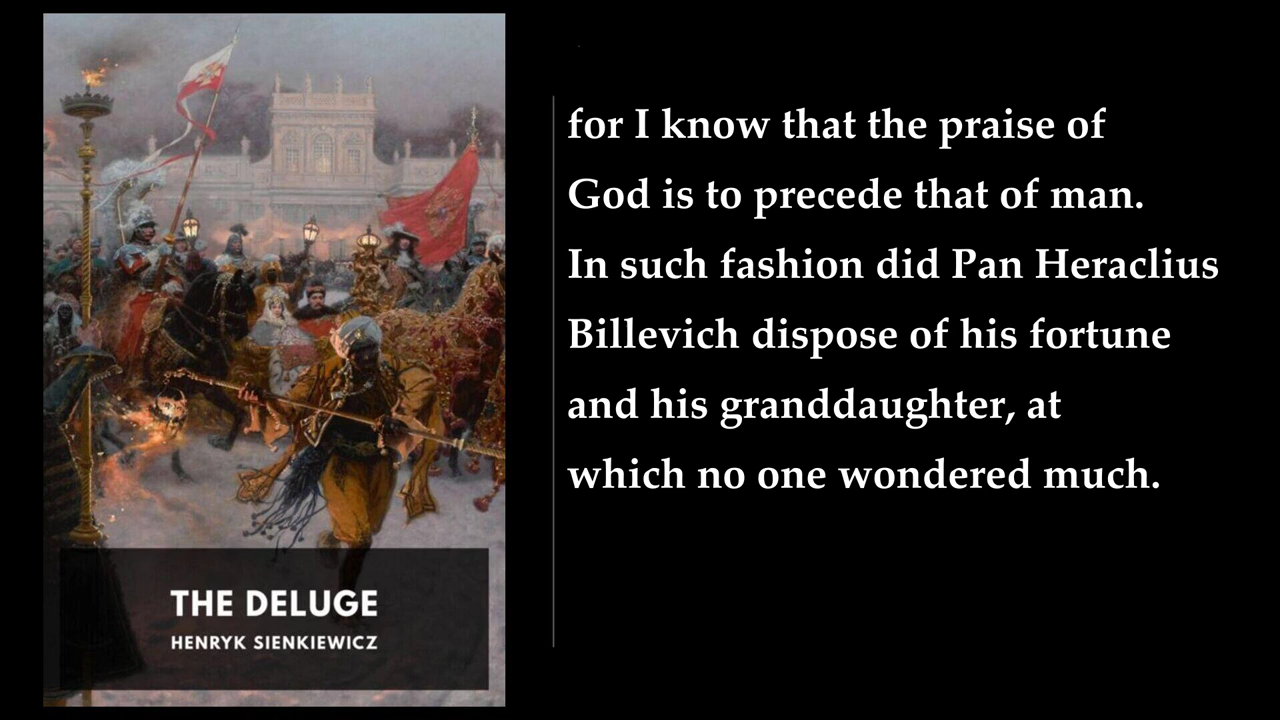 THE DELUGE
HENRYK SIENKIEWICZ
for I know that the praise of
God is to precede that of man.
In such fashion did Pan Heraclius
Billevich dispose of his fortune
and his granddaughter, at
which no one wondered much.